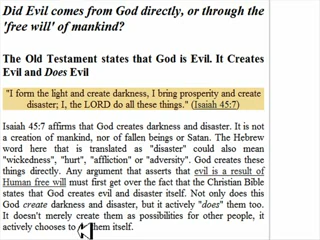 Did Evil comes from God directly, or through the
'free will' of mankind?
The Old Testament states that God is Evil. It Creates
Evil and Does Evil
"I form the light and create darkness, I bring prosperity and create
disaster; I, the LORD do all these things." (Isaiah 45:7)
Isaiah 45:7 affirms that God creates darkness and disaster. It is not
a creation of mankind, nor of fallen beings or Satan. The Hebrew
word here that is translated as "disaster" could also mean
"wickedness", "hurt", "affliction" or "adversity". God creates these
things directly. Any argument that asserts that evil is a result of
Human free will must first get over the fact that the Christian Bible
states that God creates evil and disaster itself. Not only does this
God create darkness and disaster, but it actively "does" them too.
It doesn't merely create them as possibilities for other people, it
actively chooses to them itself.